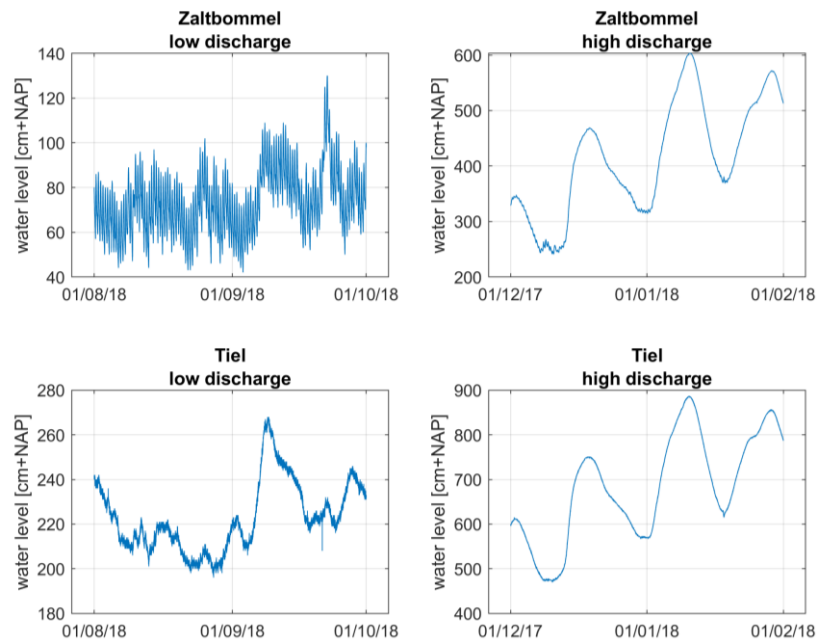 Zaltbommel
low discharge
water level [cm+NAP]
140
120
100
80
60
40
01/08/18
01/09/18
01/10/18
Zaltbommel
high discharge
water level [cm+NAP]
600
500
400
300
200
01/12/17
01/01/18
01/02/18
Tiel
low discharge
water level [cm+NAP]
280
260
240
220
200
180
01/08/18
01/09/18
01/10/18
Tiel
high discharge
water level [cm+NAP]
900
800
700
600
500
400
01/12/17
01/01/18
01/02/18